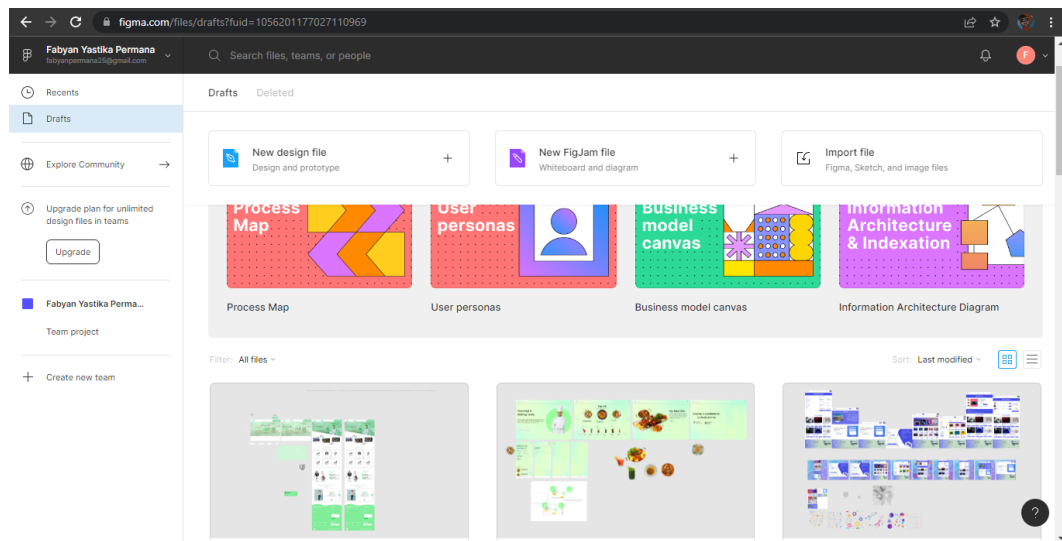 figma.com/files/drafts?fuid=1056201177027110969
Fabyan Yastika Permana
fabyanpermana25@gmail.com
Search files, teams, or people
F
Recents
Drafts
Explore Community
Upgrade plan for unlimited
design files in teams
Upgrade
Fabyan Yastika Perma...
Team project
Create new team
Drafts
Deleted
New design file
Design and prototype
New FigJam file
Whiteboard and diagram
Import file
Figma, Sketch, and image files
Process
Map
User
personas
Business
model
canvas
Information
Architecture
& Indexation
Process Map
User personas
Business model canvas
Information Architecture Diagram
Filter: All files
Sort: Last modified
?